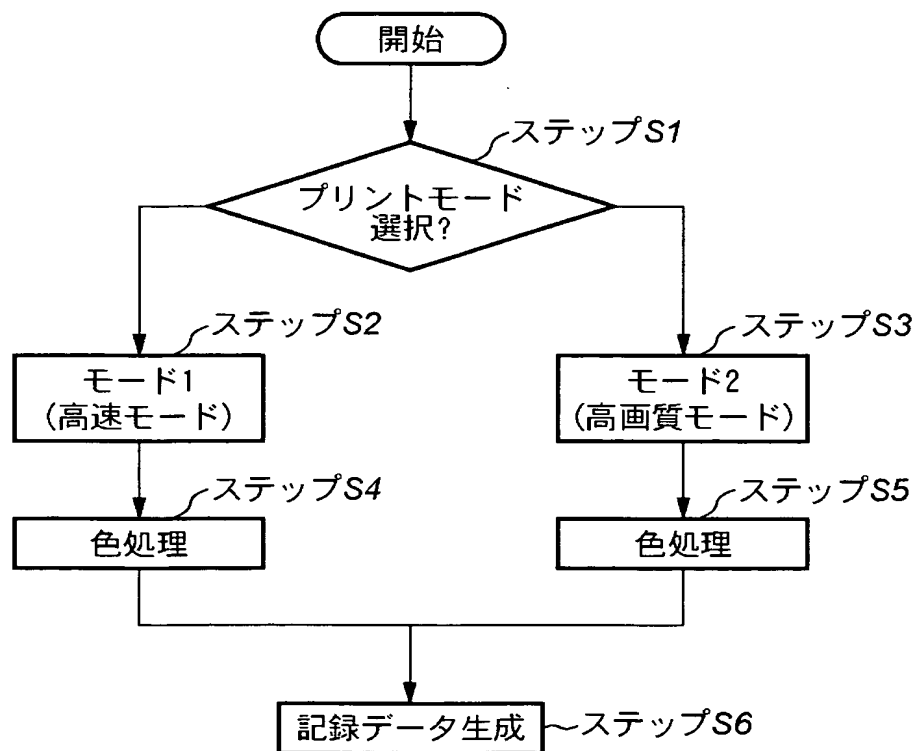 開始
ステップS1
プリントモード
選択?
ステップS2
ステップS3
モード1
(高速モード)
モード2
(高画質モード)
ステップS4
ステップS5
色処理
色処理
記録データ生成
ステップS6